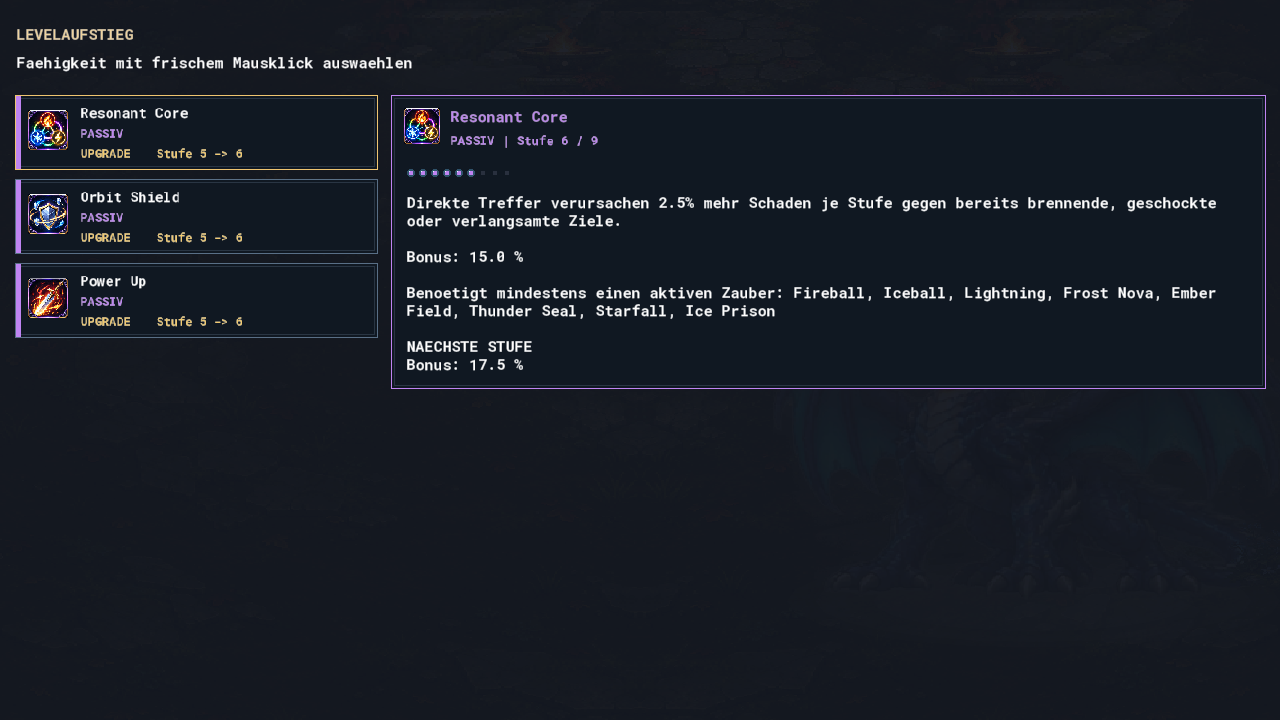 LEVELAUFSTIEG
Faehigkeit mit frischem Mausklick auswaehlen
Resonant Core
PASSIV
UPGRADE Stufe 5 -> 6
Orbit Shield
PASSIV
UPGRADE Stufe 5 -> 6
Power Up
PASSIV
UPGRADE Stufe 5 -> 6
Resonant Core
PASSIV | Stufe 6 / 9
Direkte Treffer verursachen 2.5% mehr Schaden je Stufe gegen bereits brennende, geschockte
oder verlangsamte Ziele.
Bonus: 15.0 %
Benoetigt mindestens einen aktiven Zauber: Fireball, Iceball, Lightning, Frost Nova, Ember
Field, Thunder Seal, Starfall, Ice Prison
NAECHSTE STUFE
Bonus: 17.5 %